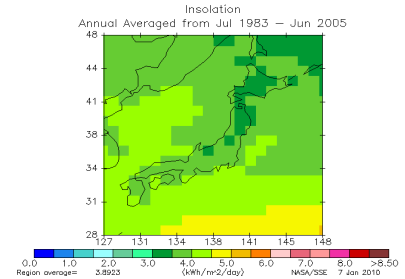 Insolation
Annual Averaged from Jul 1983 – Jun 2005
48
44
41
38
34
31
28
127 131 134 138 141 145 148
0.0 1.0 2.0 3.0 4.0 5.0 6.0 7.0 8.0 >8.50
Region average= 3.8923 (kWh/m^2/day) NASA/SSE 7 Jan 2010